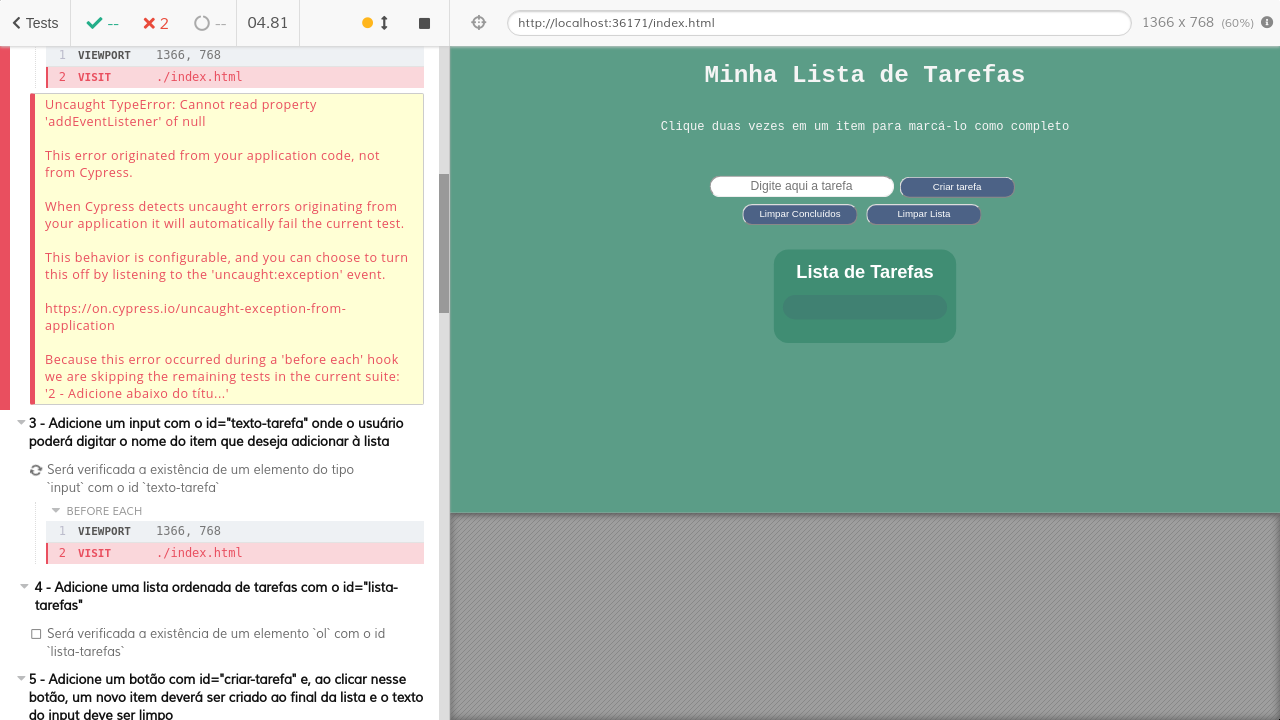 Tests
--
2
--
04.81
http://localhost:36171/index.html
1366 x 768 (60%)
1 VIEWPORT 1366, 768
2 VISIT ./index.html
Uncaught TypeError: Cannot read property
'addEventListener' of null
This error originated from your application code, not
from Cypress.
When Cypress detects uncaught errors originating from
your application it will automatically fail the current test.
This behavior is configurable, and you can choose to turn
this off by listening to the 'uncaught:exception' event.
https://on.cypress.io/uncaught-exception-from-
application
Because this error occurred during a 'before each' hook
we are skipping the remaining tests in the current suite:
'2 - Adicione abaixo do títu...'
3 - Adicione um input com o id="texto-tarefa" onde o usuário
poderá digitar o nome do item que deseja adicionar à lista
Será verificada a existência de um elemento do tipo
`input` com o id `texto-tarefa`
BEFORE EACH
1 VIEWPORT 1366, 768
2 VISIT ./index.html
4 - Adicione uma lista ordenada de tarefas com o id="lista-
tarefas"
Será verificada a existência de um elemento `ol` com o id
`lista-tarefas`
5 - Adicione um botão com id="criar-tarefa" e, ao clicar nesse
botão, um novo item deverá ser criado ao final da lista e o texto
do input deve ser limpo
Minha Lista de Tarefas
Clique duas vezes em um item para marcá-lo como completo
Digite aqui a tarefa
Criar tarefa
Limpar Concluídos
Limpar Lista
Lista de Tarefas